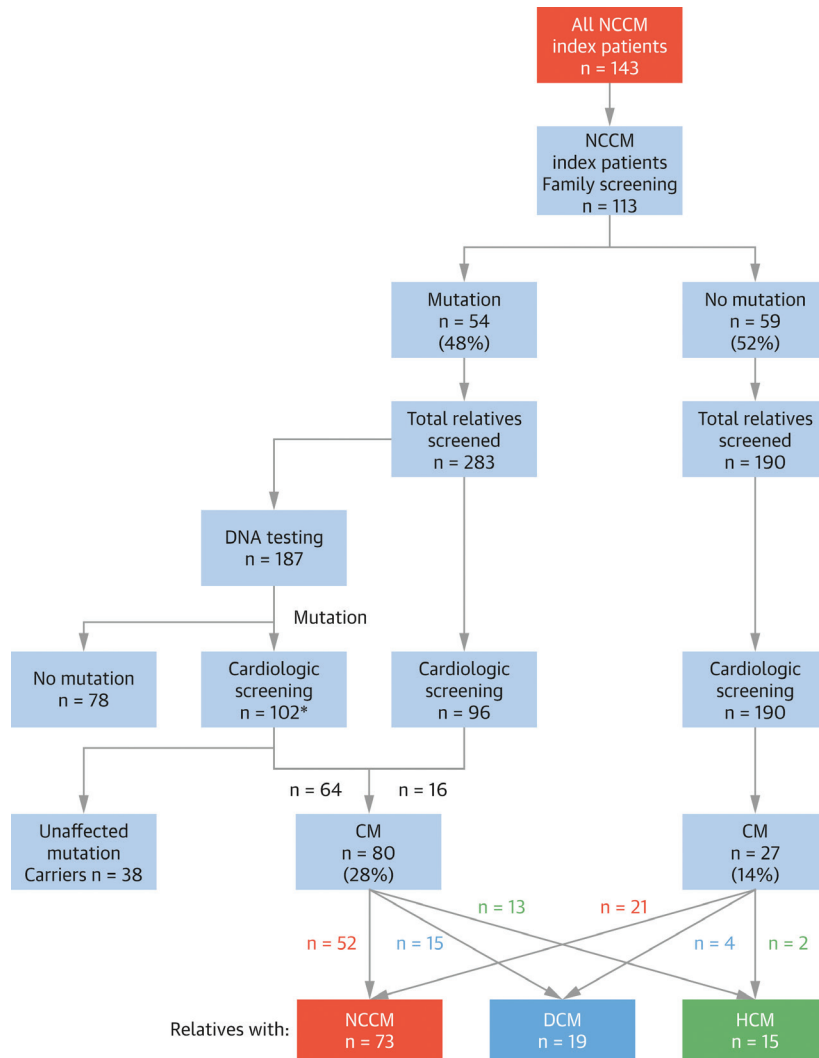 All NCCM
index patients
n = 143
NCCM
index patients
Family screening
n = 113
Mutation
n = 54
(48%)
No mutation
n = 59
(52%)
Total relatives
screened
n = 283
Total relatives
screened
n = 190
DNA testing
n = 187
Mutation
No mutation
n = 78
Cardiologic
screening
n = 102*
Cardiologic
screening
n = 96
Cardiologic
screening
n = 190
n = 64
n = 16
Unaffected
mutation
Carriers n = 38
CM
n = 80
(28%)
CM
n = 27
(14%)
n = 13
n = 21
n = 52
n = 15
n = 4
n = 2
Relatives with:
NCCM
n = 73
DCM
n = 19
HCM
n = 15